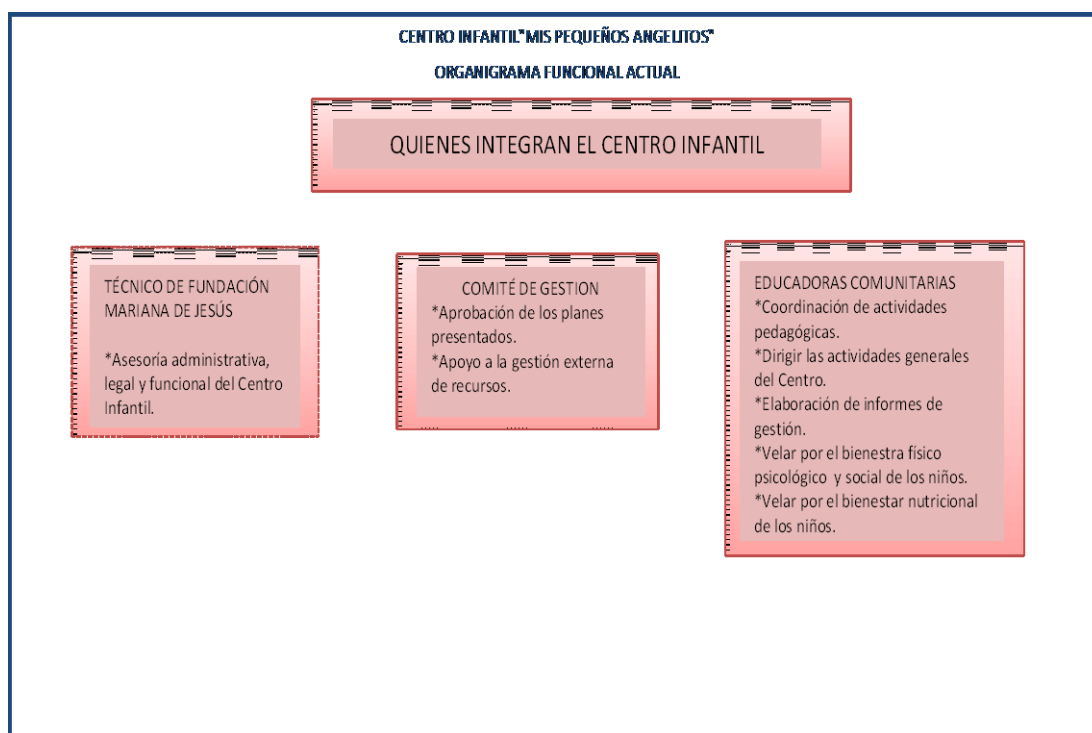 CENTRO INFANTIL"MIS PEQUEÑOS ANGELITOS"
ORGANIGRAMA FUNCIONAL ACTUAL
QUIENES INTEGRAN EL CENTRO INFANTIL
TÉCNICO DE FUNDACIÓN
MARIANA DE JESÚS
*Asesoría administrativa,
legal y funcional del Centro
Infantil.
COMITÉ DE GESTION
*Aprobación de los planes
presentados.
*Apoyo a la gestión externa
de recursos.
EDUCADORAS COMUNITARIAS
*Coordinación de actividades
pedagógicas.
*Dirigir las actividades generales
del Centro.
*Elaboración de informes de
gestión.
*Velar por el bienestra físico
psicológico y social de los niños.
*Velar por el bienestar nutricional
de los niños.